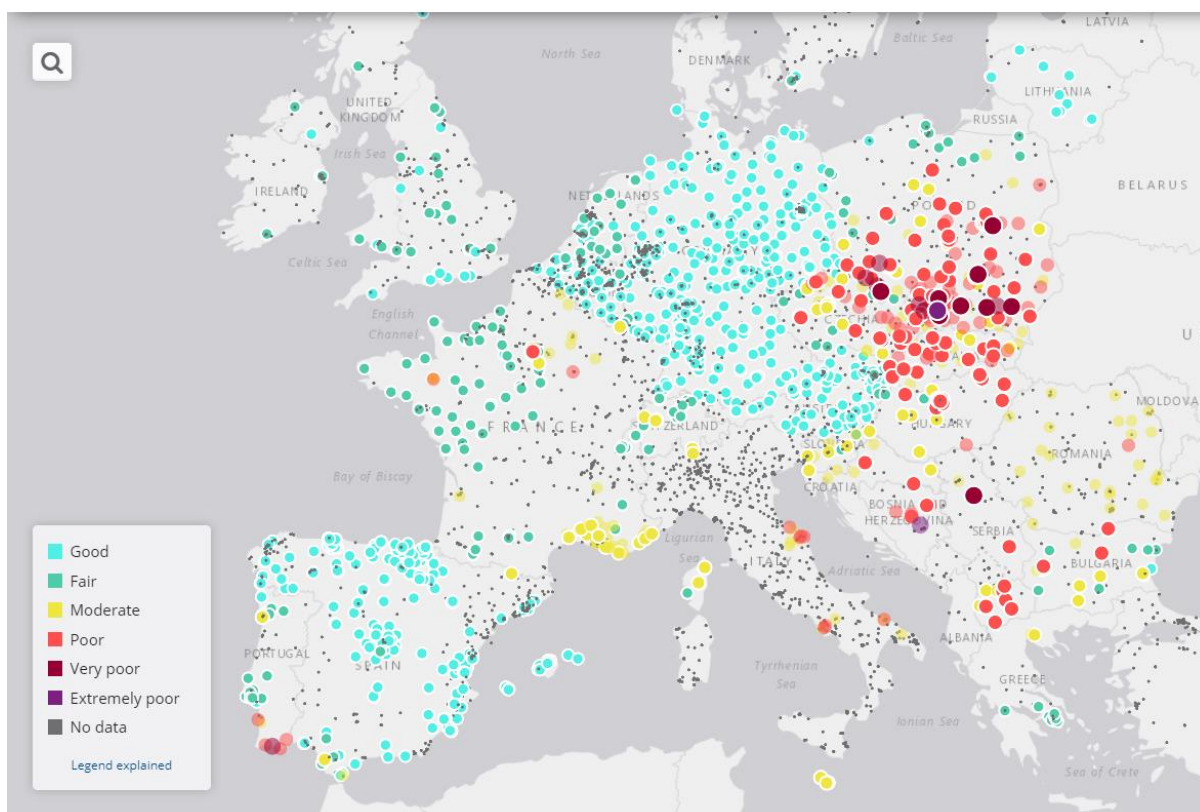 LATVIA
Baltic Sea
North Sea
DENMARK
LITHUANIA
UNITED
KINGDOM
RUSSIA
Irish Sea
IRELAND
NETHERLANDS
BELARUS
POLAND
Celtic Sea
English
Channel
CZECHIA
U
MOLDOVA
FRANCE
SWITZERLAND
HUNGARY
SLOVENIA
ROMANIA
Bay of Biscay
CROATIA
BOSNIA AND
HERZEGOVINA
SERBIA
Ligurian
Sea
ITALY
Adriatic Sea
BULGARIA
ALBANIA
PORTUGAL
SPAIN
Tyrrhenian
Sea
GREECE
Ionian Sea
Sea of Crete
Good
Fair
Moderate
Poor
Very poor
Extremely poor
No data
Legend explained